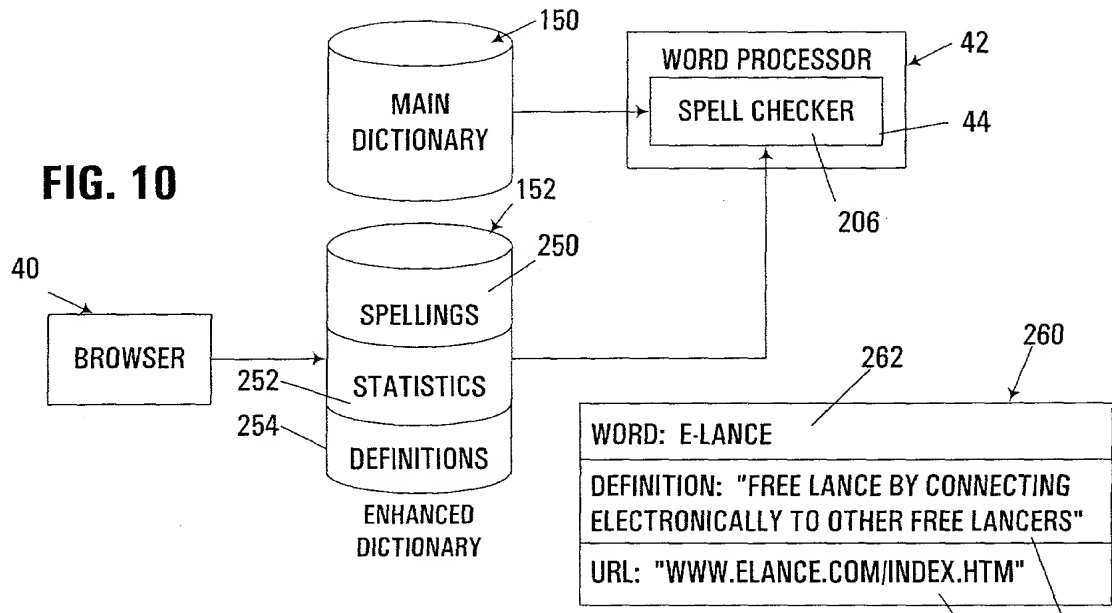 150
MAIN
DICTIONARY
WORD PROCESSOR
42
SPELL CHECKER
44
206
FIG. 10
152
250
SPELLINGS
40
BROWSER
252
STATISTICS
254
DEFINITIONS
ENHANCED
DICTIONARY
260
262
WORD: E-LANCE
DEFINITION: "FREE LANCE BY CONNECTING
ELECTRONICALLY TO OTHER FREE LANCERS"
URL: "WWW.ELANCE.COM/INDEX.HTM"